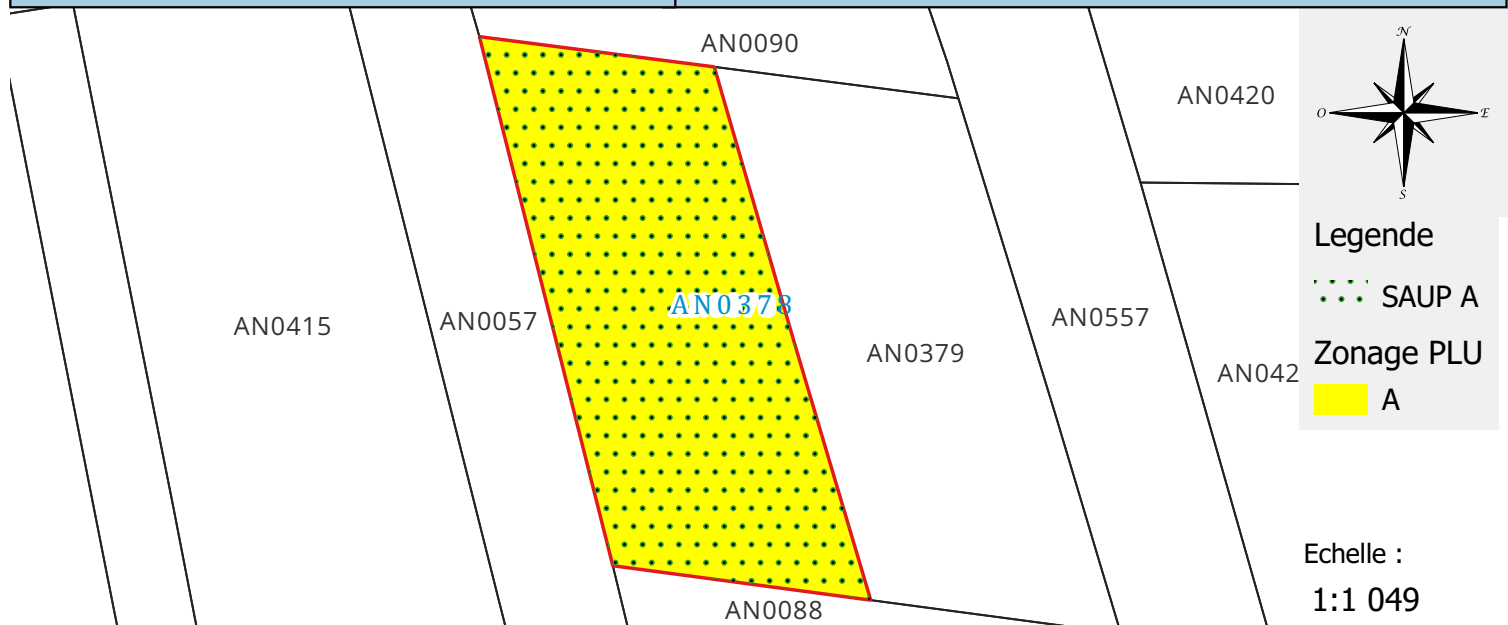 AN0090
AN0420
AN0415
AN0057
AN0378
AN0379
AN0557
AN042
AN0088
N
O
E
S
Legende
SAUP A
Zonage PLU
A
Echelle :
1:1 049